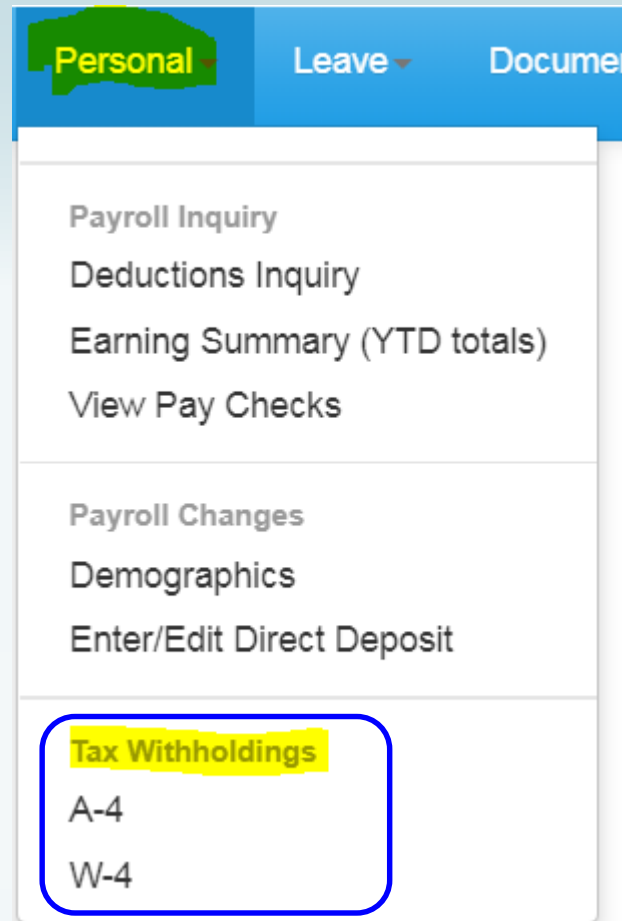 Personal Leave
Payroll Inquiry
Deductions Inquiry
Earning Summary (YTD totals)
View Pay Checks
Payroll Changes
Demographics
Enter/Edit Direct Deposit
Tax Withholdings
A-4
W-4